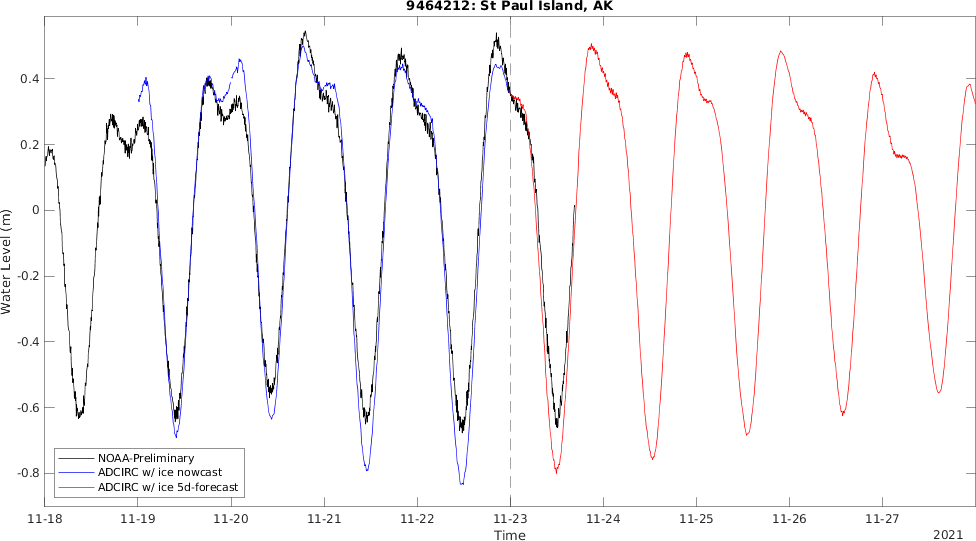 9464212: St Paul Island, AK
Water Level (m)
0.4
0.2
0
-0.2
-0.4
-0.6
-0.8
NOAA-Preliminary
ADCIRC w/ ice nowcast
ADCIRC w/ ice 5d-forecast
11-18 11-19 11-20 11-21 11-22 11-23 11-24 11-25 11-26 11-27
Time
2021